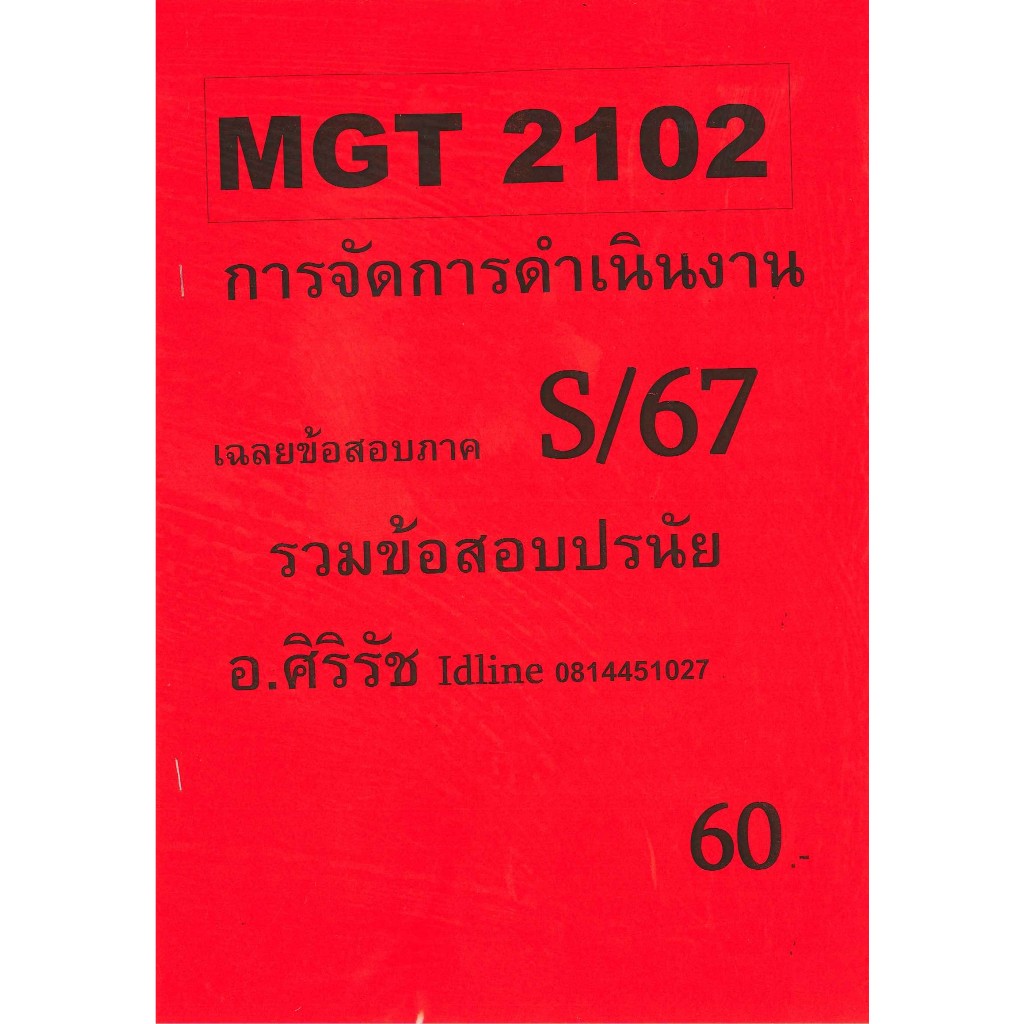 MGT 2102
การจัดการดำเนินงาน
เฉลยข้อสอบภาค S/67
รวมข้อสอบปรนัย
อ.ศิริรัช Idline 0814451027
60.-